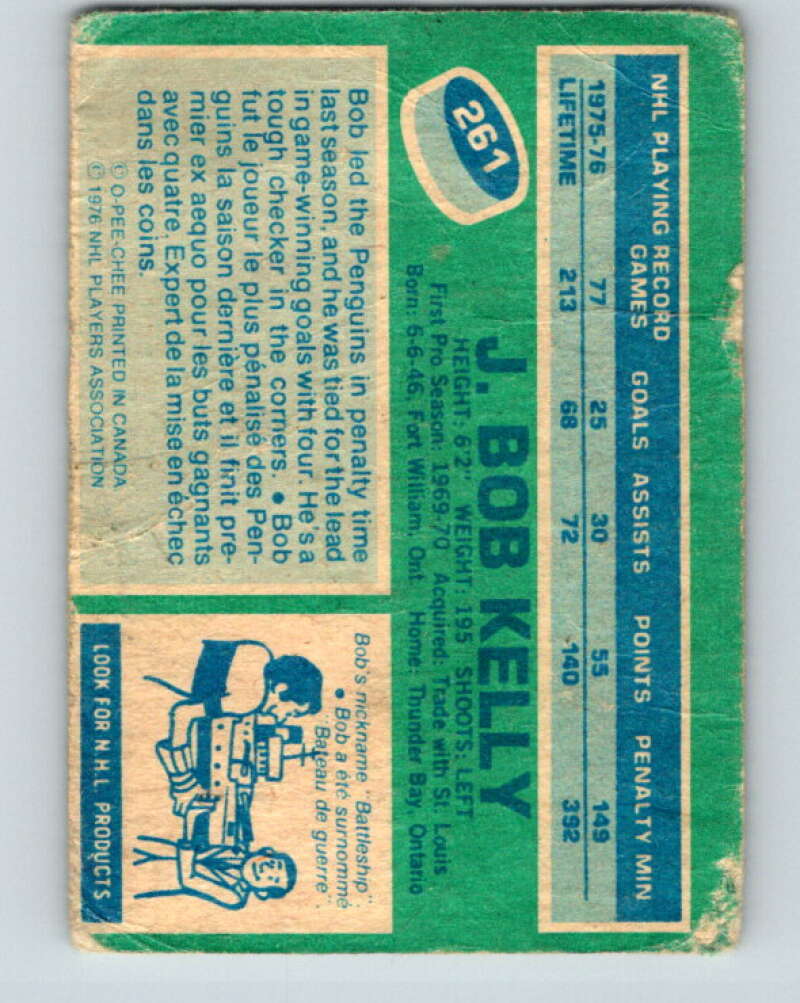 NHL PLAYING RECORD
GAMES GOALS ASSISTS POINTS PENALTY MIN
1975-76 77 25 30 55 149
LIFETIME 213 68 72 140 392
261
J. BOB KELLY
HEIGHT: 6'2" WEIGHT: 195 SHOOTS: LEFT
First Pro Season: 1969-70 Acquired: Trade with St. Louis
Born: 6-6-46, Fort William, Ont. Home: Thunder Bay, Ontario
Bob led the Penguins in penalty time
last season, and he was tied for the lead
in game-winning goals with four. He's a
tough checker in the corners. • Bob
fut le joueur le plus pénalisé des Pen-
guins la saison dernière et il finit pre-
mier ex aequo pour les buts gagnants
avec quatre. Expert de la mise en échec
dans les coins.
© O-PEE-CHEE PRINTED IN CANADA
© 1976 NHL PLAYERS ASSOCIATION
Bob's nickname "Battleship".
• Bob a été surnommé
"Bateau de guerre".
LOOK FOR N.H.L. PRODUCTS